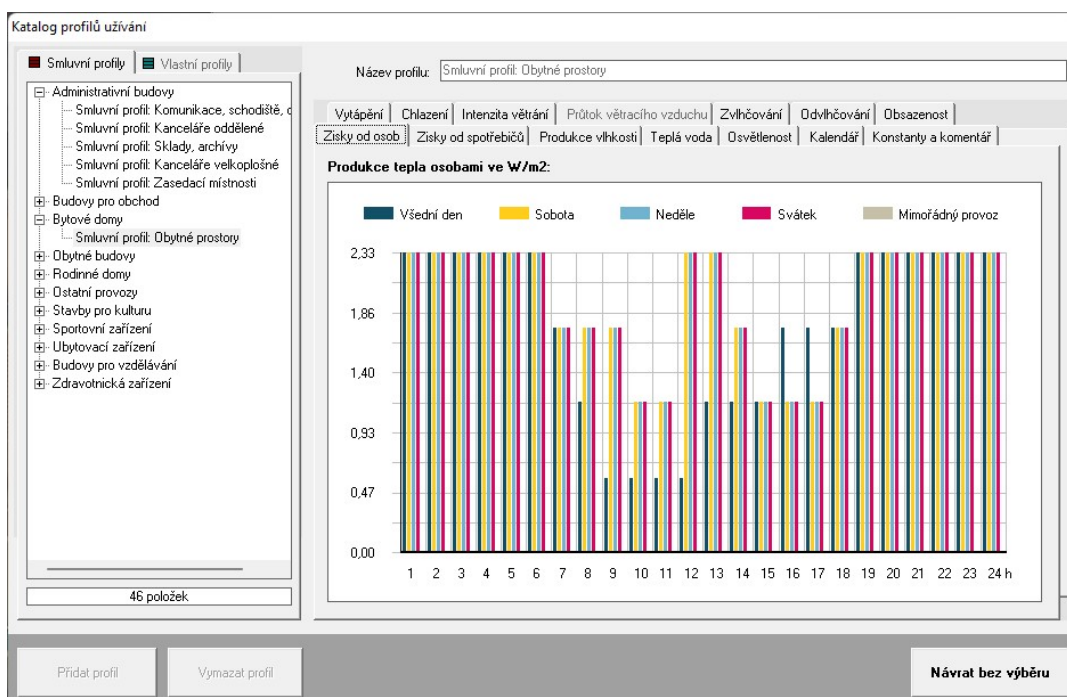 Katalog profilů užívání
Smluvní profily
Vlastní profily
Administrativní budovy
Smluvní profil: Komunikace, schodiště, c
Smluvní profil: Kanceláře oddělené
Smluvní profil: Sklady, archívy
Smluvní profil: Kanceláře velkoplošné
Smluvní profil: Zasedací místnosti
Budovy pro obchod
Bytové domy
Smluvní profil: Obytné prostory
Obytné budovy
Rodinné domy
Ostatní provozy
Stavby pro kulturu
Sportovní zařízení
Ubytovací zařízení
Budovy pro vzdělávání
Zdravotnická zařízení
46 položek
Název profilu: Smluvní profil: Obytné prostory
Vytápění Chlazení Intenzita větrání Průtok větracího vzduchu Zvlhčování Odvlhčování Obsazenost
Zisky od osob Zisky od spotřebičů Produkce vlhkosti Teplá voda Osvětlenost Kalendář Konstanty a komentář
Produkce tepla osobami ve W/m2:
Všední den Sobota Neděle Svátek Mimořádný provoz
2,33
1,86
1,40
0,93
0,47
0,00
1 2 3 4 5 6 7 8 9 10 11 12 13 14 15 16 17 18 19 20 21 22 23 24 h
Přidat profil
Vymazat profil
Návrat bez výběru